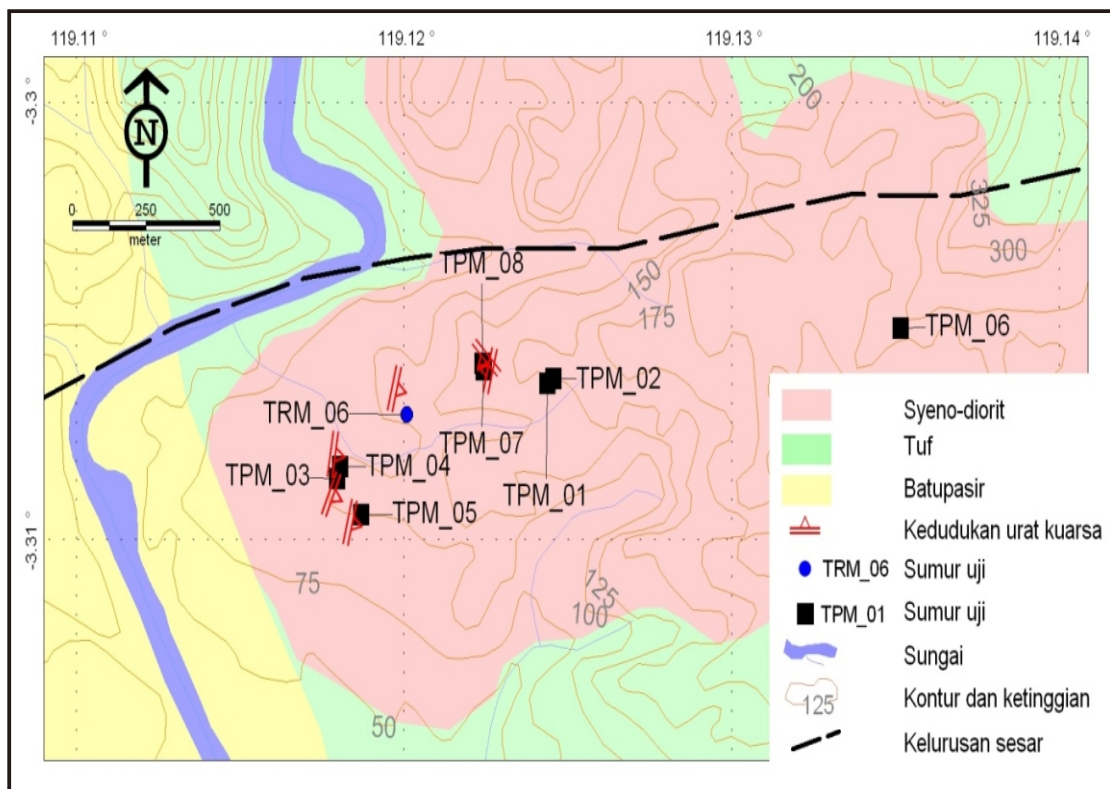 119.11 °
119.12 °
119.13 °
119.14 °
-3.3
N
0
250
500
meter
200
325
300
TPM_08
150
175
TPM_06
TPM_02
TRM_06
TPM_07
TPM_04
TPM_03
TPM_01
TPM_05
-3.31
75
125
100
50
Syeno-diorit
Tuf
Batupasir
Kedudukan urat kuarsa
TRM_06 Sumur uji
TPM_01 Sumur uji
Sungai
125 Kontur dan ketinggian
Kelurusan sesar